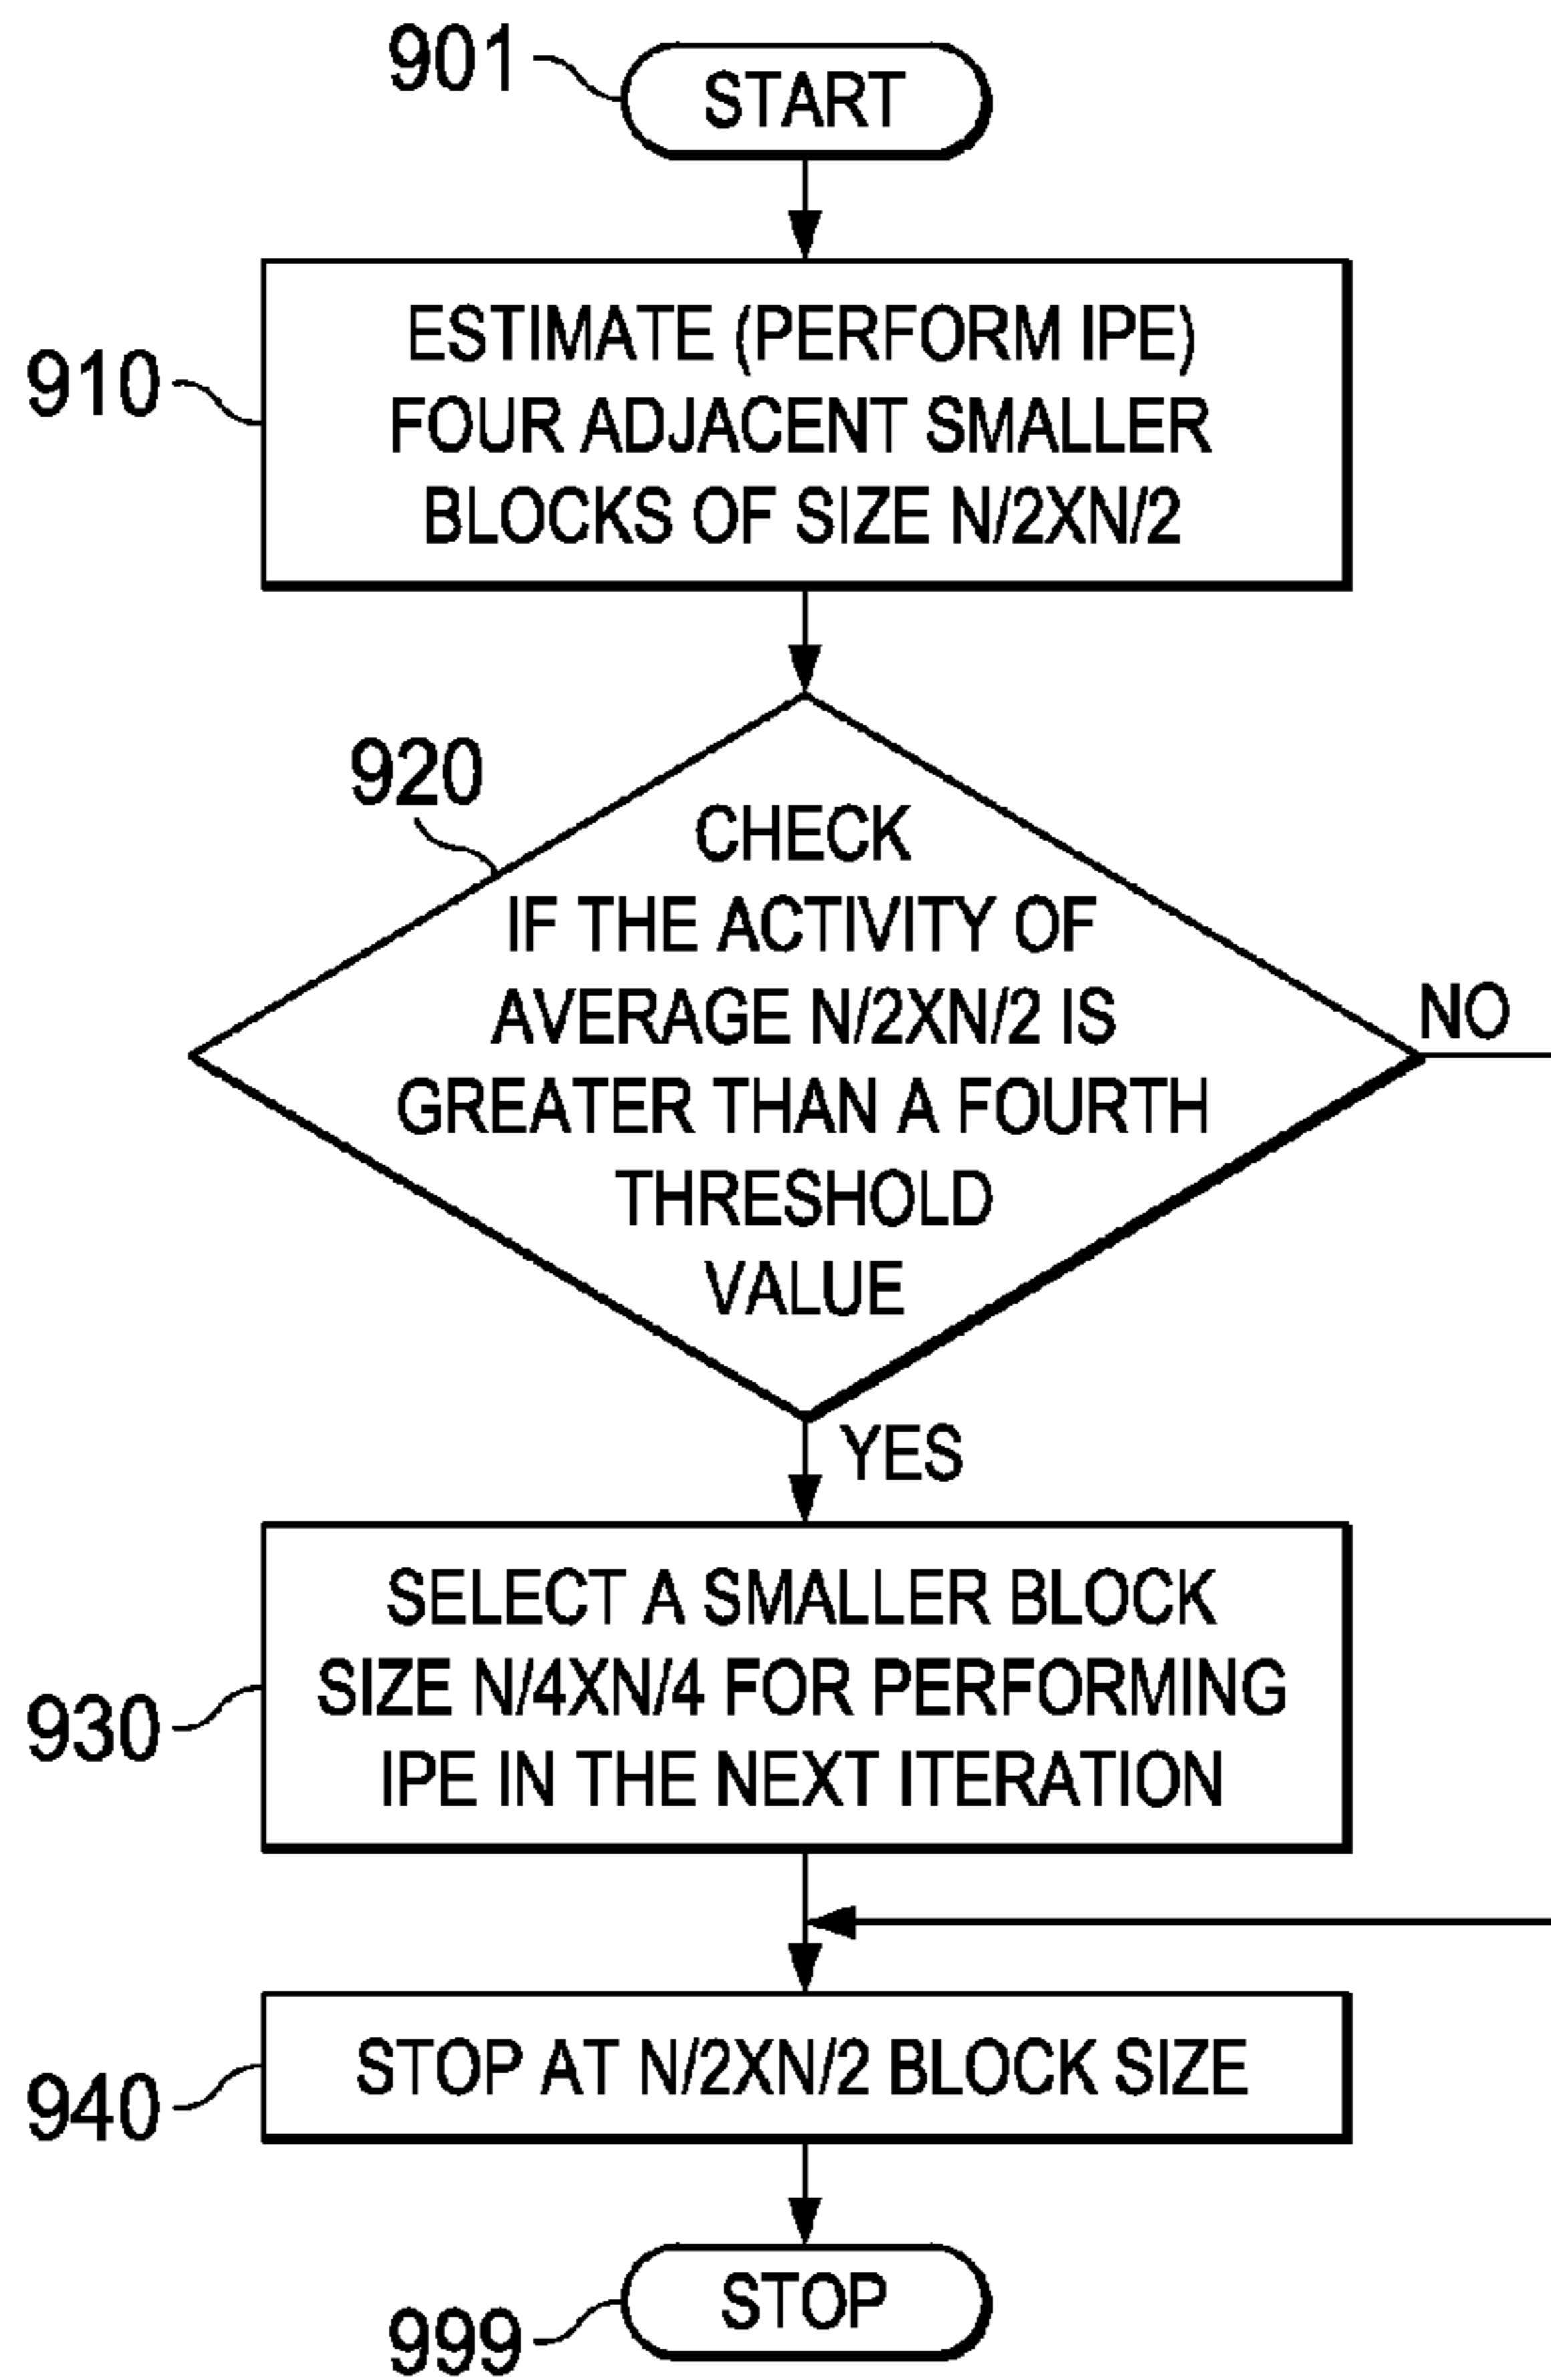 901
START
910
ESTIMATE (PERFORM IPE)
FOUR ADJACENT SMALLER
BLOCKS OF SIZE N/2XN/2
920
CHECK
IF THE ACTIVITY OF
AVERAGE N/2XN/2 IS
GREATER THAN A FOURTH
THRESHOLD
VALUE
NO
YES
930
SELECT A SMALLER BLOCK
SIZE N/4XN/4 FOR PERFORMING
IPE IN THE NEXT ITERATION
940
STOP AT N/2XN/2 BLOCK SIZE
999
STOP